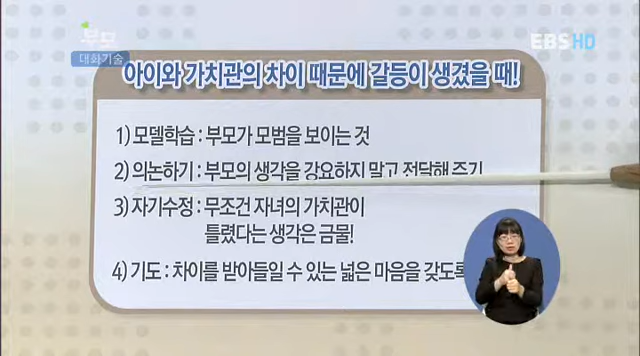 부모
EBS HD
대화기술
아이와 가치관의 차이 때문에 갈등이 생겼을 때!
1) 모델학습 : 부모가 모범을 보이는 것
2) 의논하기 : 부모의 생각을 강요하지 말고 전달해 주기
3) 자기수정 : 무조건 자녀의 가치관이
틀렸다는 생각은 금물!
4) 기도 : 차이를 받아들일 수 있는 넓은 마음을 갖도록